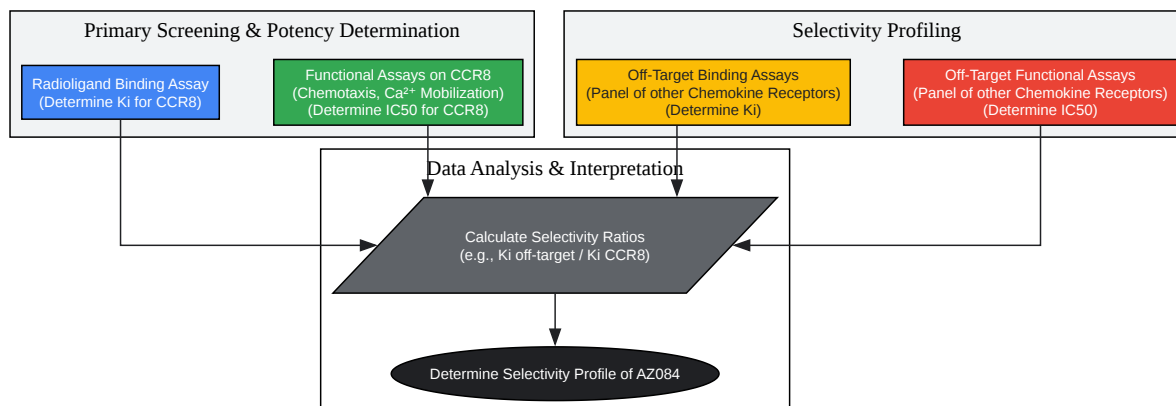 Primary Screening & Potency Determination
Radioligand Binding Assay
(Determine Ki for CCR8)
Functional Assays on CCR8
(Chemotaxis, Ca²⁺ Mobilization)
(Determine IC50 for CCR8)
Selectivity Profiling
Off-Target Binding Assays
(Panel of other Chemokine Receptors)
(Determine Ki)
Off-Target Functional Assays
(Panel of other Chemokine Receptors)
(Determine IC50)
Data Analysis & Interpretation
Calculate Selectivity Ratios
(e.g., Ki off-target / Ki CCR8)
Determine Selectivity Profile of AZ084